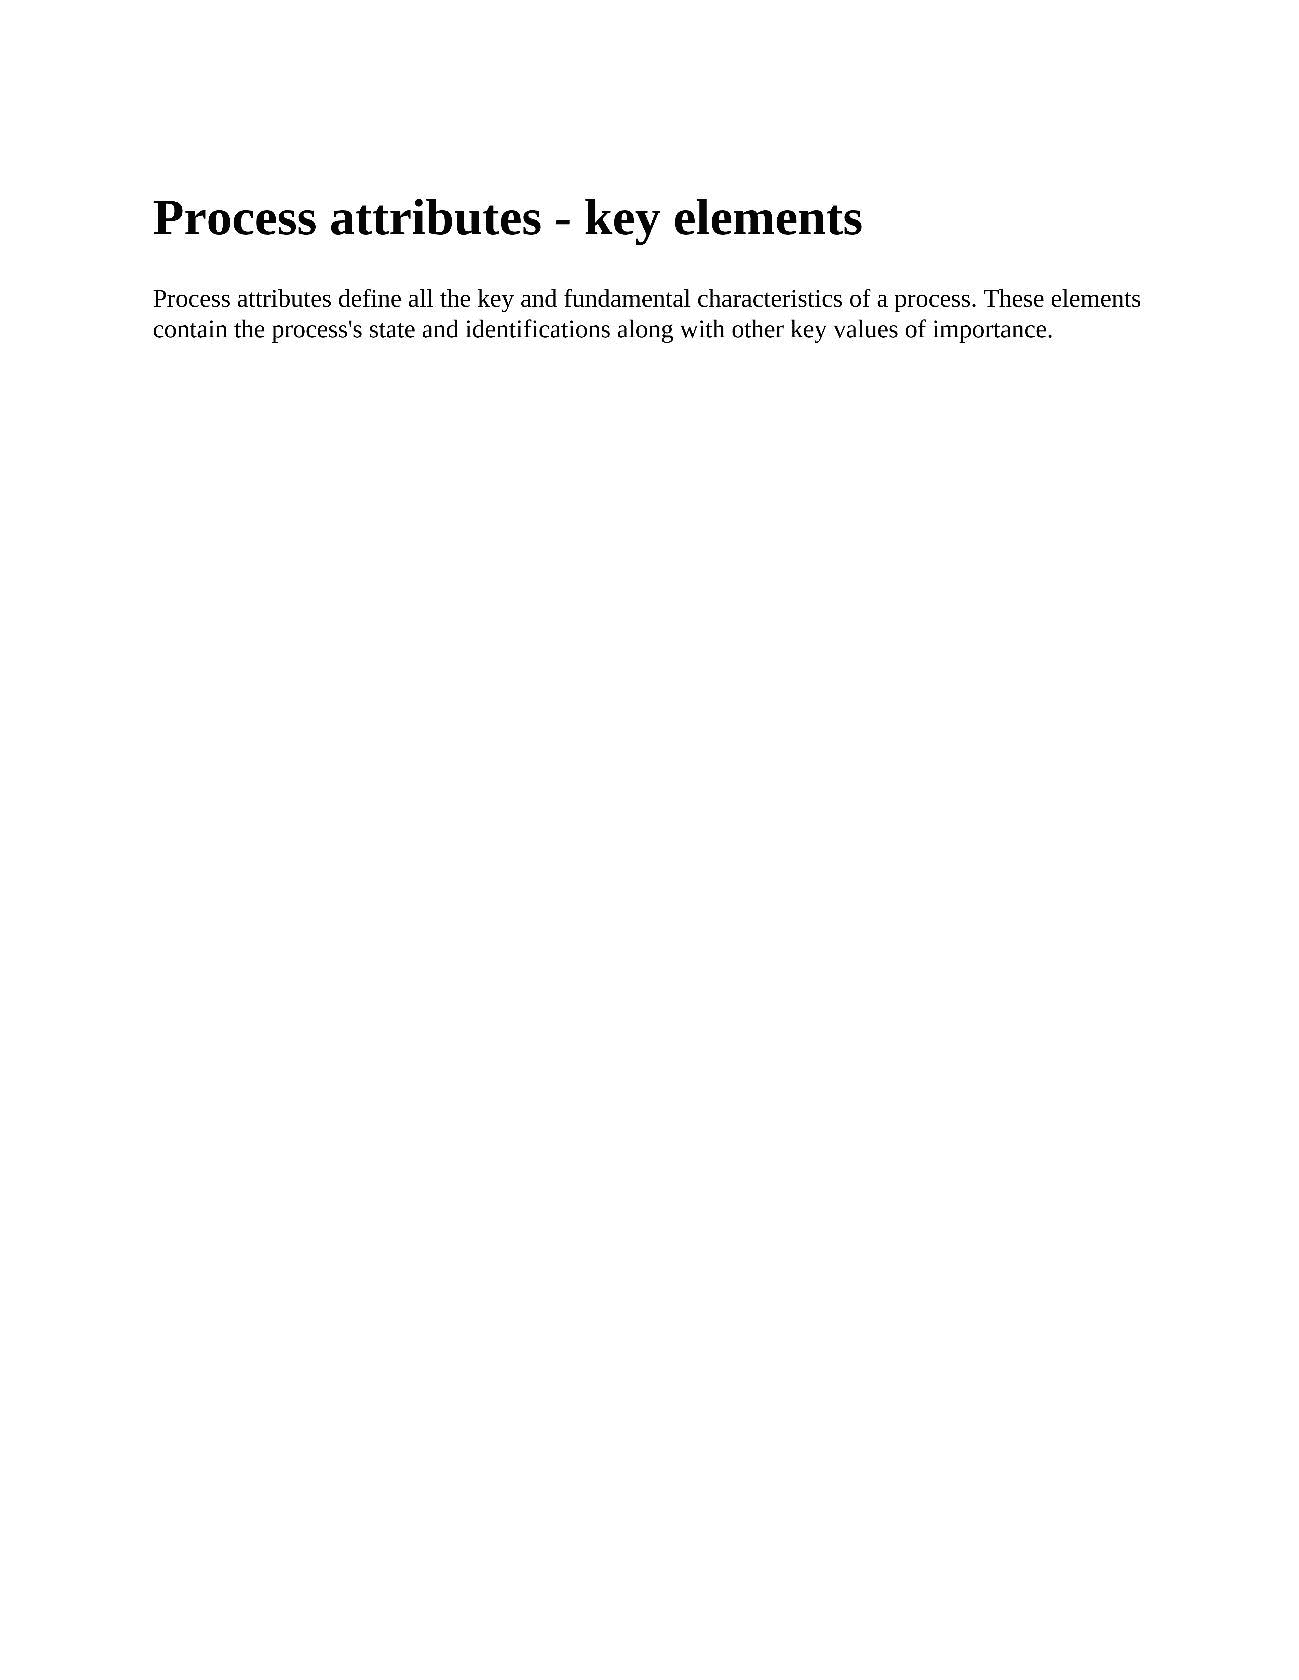 Process attributes - key elements
Process attributes define all the key and fundamental characteristics of a process. These elements
contain the process's state and identifications along with other key values of importance.